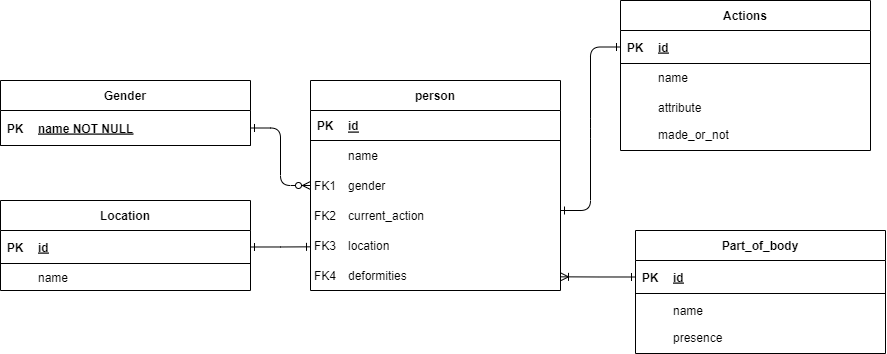 Actions
PK id
name
attribute
made_or_not
Gender
PK name NOT NULL
person
PK id
name
FK1 gender
FK2 current_action
FK3 location
FK4 deformities
Location
PK id
name
Part_of_body
PK id
name
presence